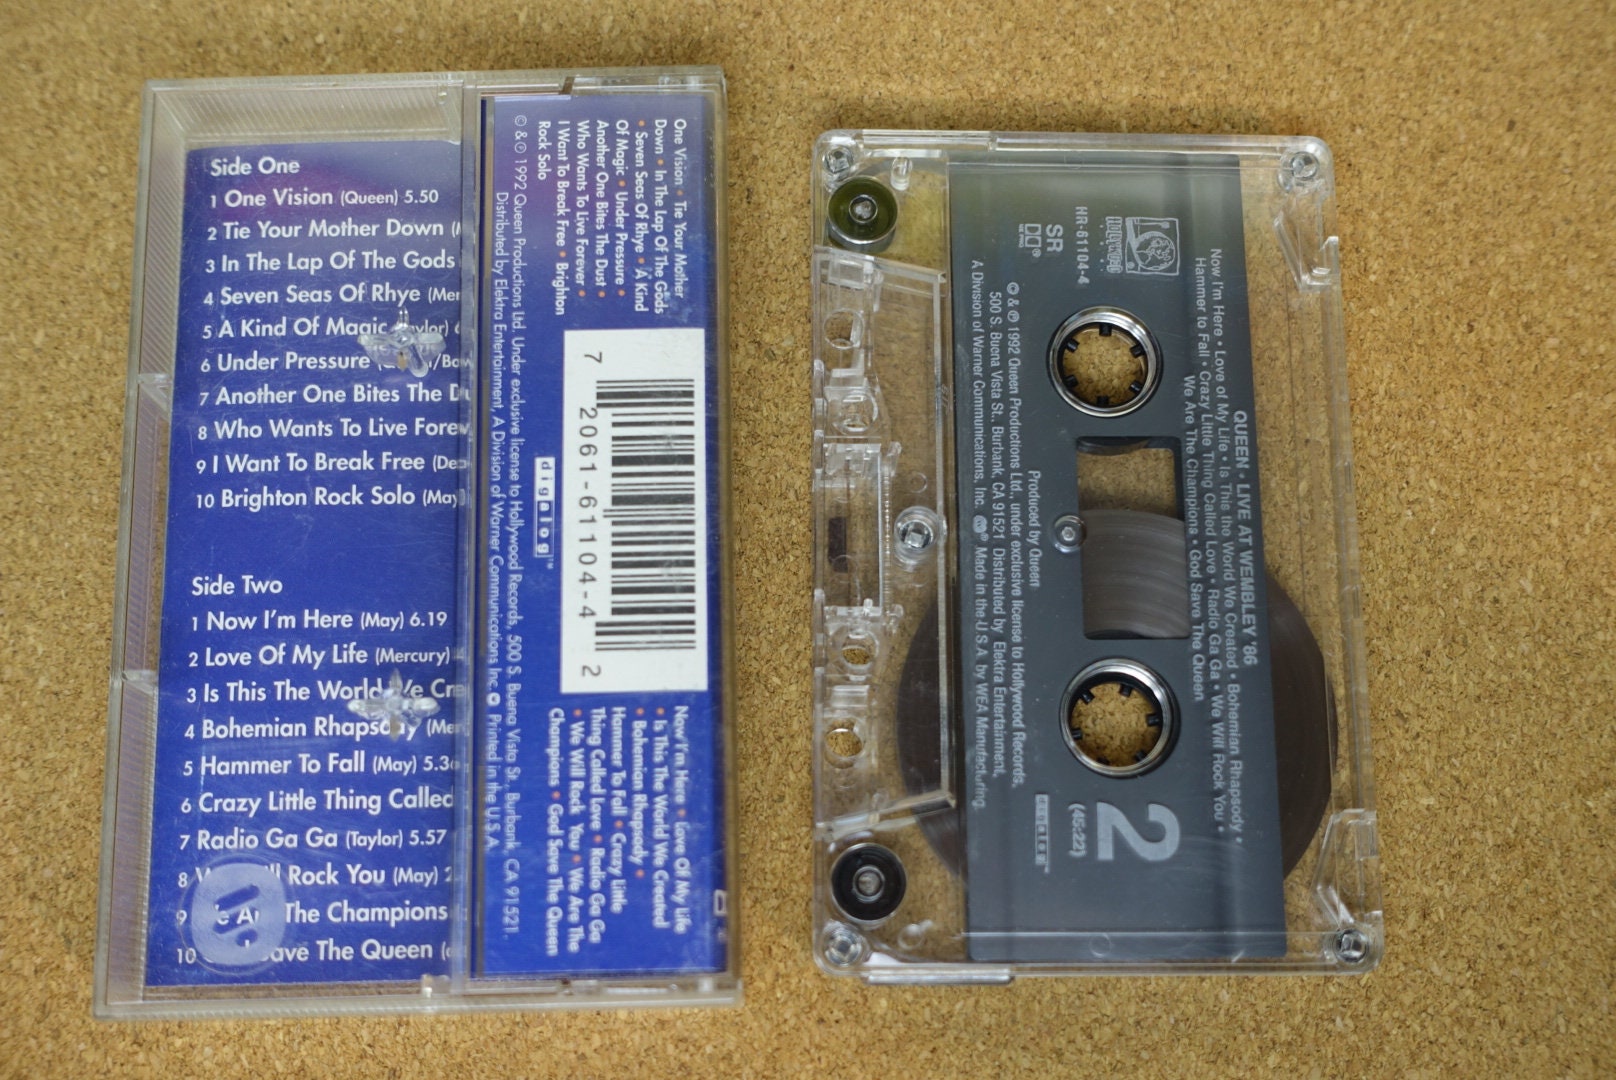 Side One
1 One Vision (Queen) 5.50
2 Tie Your Mother Down
3 In The Lap Of The Gods
4 Seven Seas Of Rhye (Mer
5 A Kind Of Magic
6 Under Pressure
7 Another One Bites The Du
8 Who Wants To Live Forev
9 I Want To Break Free (Dea
10 Brighton Rock Solo (May)
Side Two
1 Now I'm Here (May) 6.19
2 Love Of My Life (Mercury)
3 Is This The World We Cre
4 Bohemian Rhapsody (Mer
5 Hammer To Fall (May) 5.3
6 Crazy Little Thing Called
7 Radio Ga Ga (Taylor) 5.57
8 Rock You (May) 2
9 The Champions
10 Save The Queen
One Vision • Tie Your Mother
Down • In The Lap Of The Gods
• Seven Seas Of Rhye • A Kind
Of Magic • Under Pressure •
Another One Bites The Dust •
Who Wants To Live Forever •
I Want To Break Free • Brighton
Rock Solo
7 2061-61104-4 2
Now I'm Here • Love Of My Life
• Is This The World We Created
• Bohemian Rhapsody •
Hammer To Fall • Crazy Little
Thing Called Love • Radio Ga Ga
• We Will Rock You • We Are The
Champions • God Save The Queen
digalog™
© & ℗ 1992 Queen Productions Ltd. Under exclusive license to Hollywood Records, 500 S. Buena Vista St. Burbank, CA 91521.
Distributed by Elektra Entertainment, A Division of Warner Communications Inc. Printed in the U.S.A.
QUEEN • LIVE AT WEMBLEY '86
Now I'm Here • Love of My Life • Is This the World We Created • Bohemian Rhapsody •
Hammer to Fall • Crazy Little Thing Called Love • Radio Ga Ga • We Will Rock You •
We Are The Champions • God Save The Queen
HOLLYWOOD
HR-61104-4
SR
2
(45:22)
digalog™
Produced by Queen
© & ℗ 1992 Queen Productions Ltd., under exclusive license to Hollywood Records,
500 S. Buena Vista St., Burbank, CA 91521 Distributed by Elektra Entertainment,
A Division of Warner Communications, Inc. Made in the U.S.A. by WEA Manufacturing.